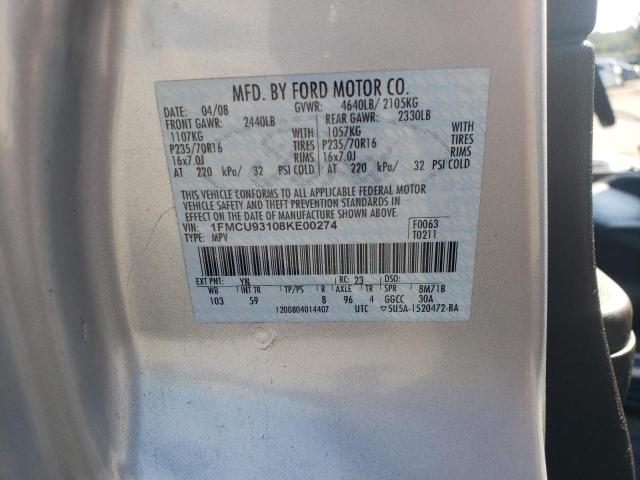 MFD. BY FORD MOTOR CO.
DATE: 04/08 GVWR: 4640LB/ 2105KG
FRONT GAWR: 2440LB REAR GAWR: 2330LB
1107KG WITH 1057KG WITH
P235/70R16 TIRES P235/70R16 TIRES
16x7.0J RIMS 16x7.0J RIMS
AT 220 kPa/ 32 PSI COLD AT 220 kPa/ 32 PSI COLD
THIS VEHICLE CONFORMS TO ALL APPLICABLE FEDERAL MOTOR
VEHICLE SAFETY AND THEFT PREVENTION STANDARDS IN
EFFECT ON THE DATE OF MANUFACTURE SHOWN ABOVE.
VIN: 1FMCU93108KE00274 F0063
TYPE: MPV T0211
EXT PNT: YN RC: 23 DSO:
WB INT TR TP/PS R AXLE TR SPR 8M71B
103 59 8 96 4 GGCC 30A
1200804014407 UTC ▽5U5A-1520472-BA